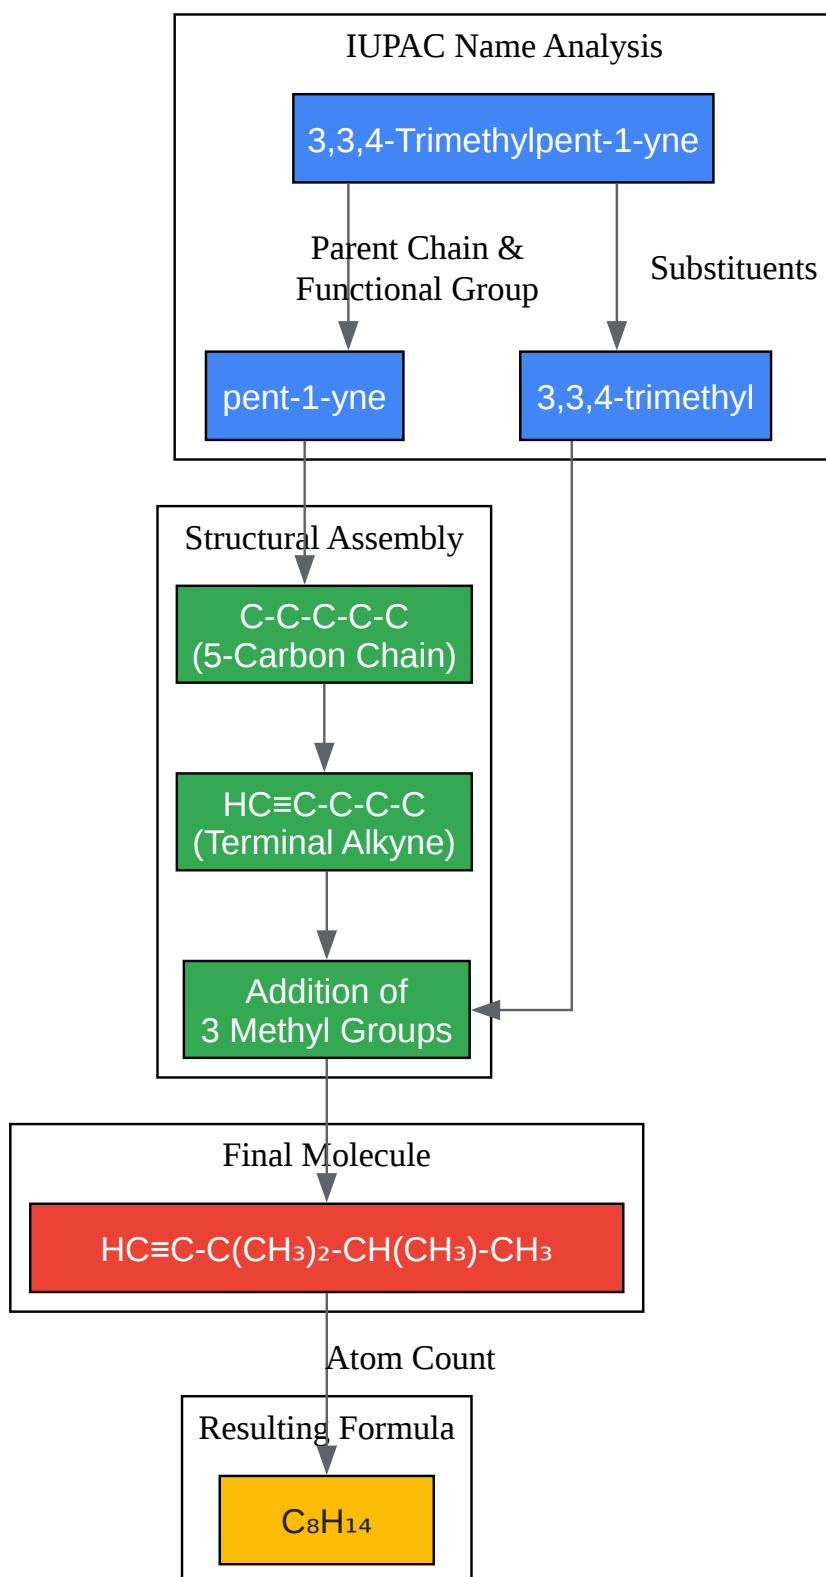 IUPAC Name Analysis
3,3,4-Trimethylpent-1-yne
Parent Chain &
Functional Group
Substituents
pent-1-yne
3,3,4-trimethyl
Structural Assembly
C-C-C-C-C
(5-Carbon Chain)
HC≡C-C-C-C
(Terminal Alkyne)
Addition of
3 Methyl Groups
Final Molecule
HC≡C-C(CH₃)₂-CH(CH₃)-CH₃
Atom Count
Resulting Formula
C₈H₁₄